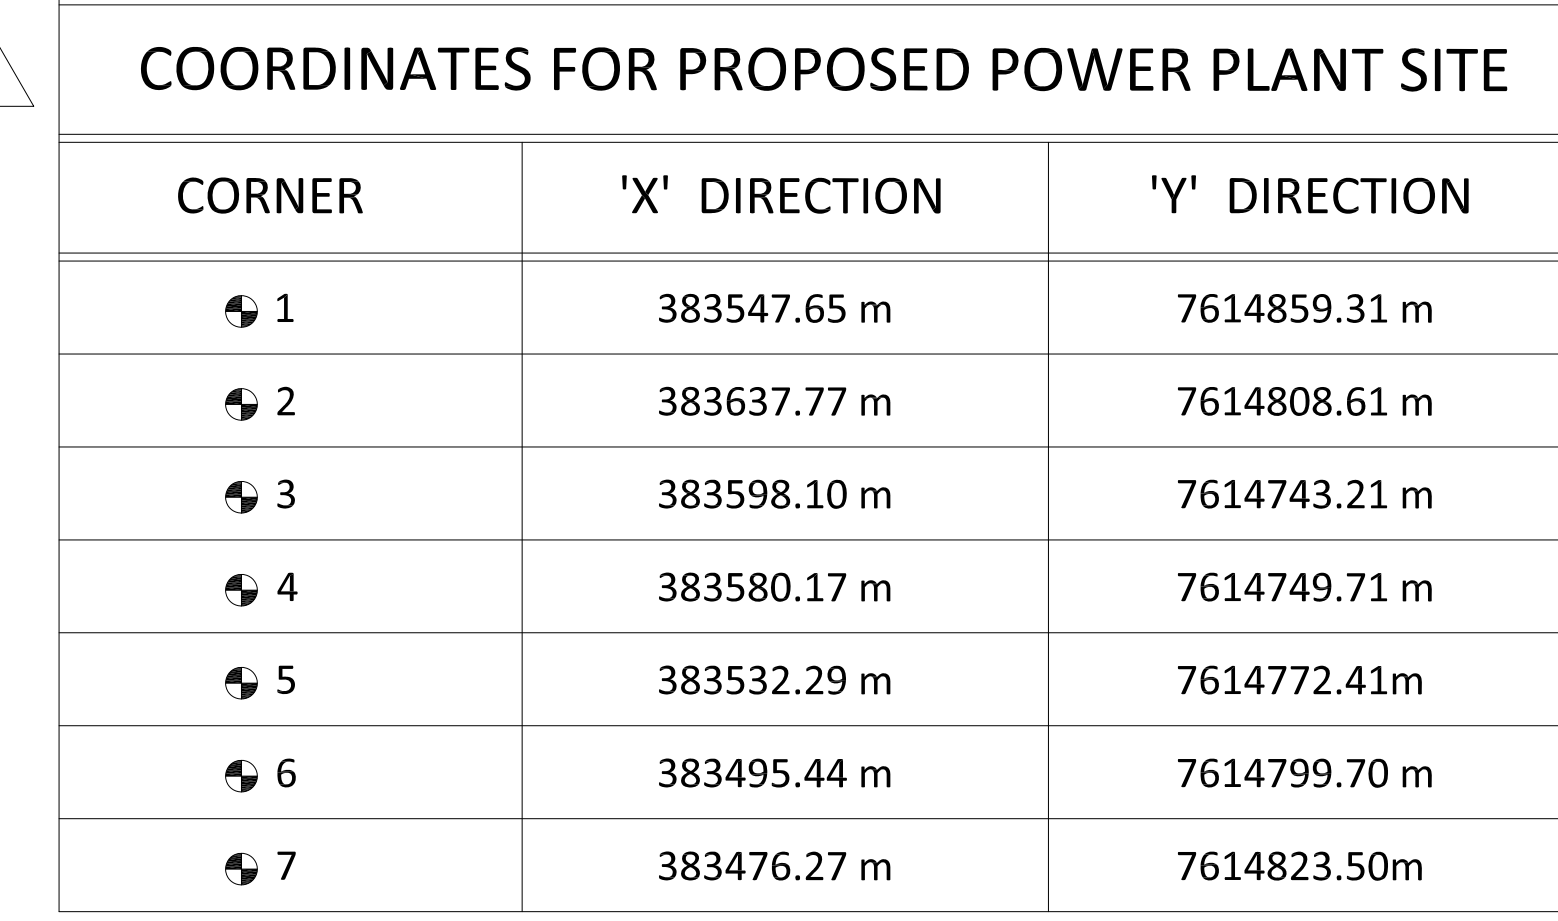 COORDINATES FOR PROPOSED POWER PLANT SITE
CORNER 'X' DIRECTION 'Y' DIRECTION
1 383547.65 m 7614859.31 m
2 383637.77 m 7614808.61 m
3 383598.10 m 7614743.21 m
4 383580.17 m 7614749.71 m
5 383532.29 m 7614772.41m
6 383495.44 m 7614799.70 m
7 383476.27 m 7614823.50m